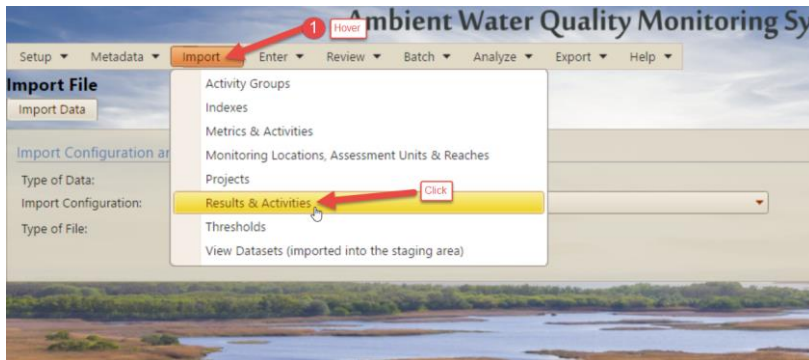 Ambient Water Quality Monitoring Sy
1 Hover
Setup Metadata Import Enter Review Batch Analyze Export Help
Import File
Import Data
Activity Groups
Indexes
Metrics & Activities
Import Configuration ar
Monitoring Locations, Assessment Units & Reaches
Type of Data:
Projects
Click
Import Configuration:
Results & Activities
Type of File:
Thresholds
View Datasets (imported into the staging area)